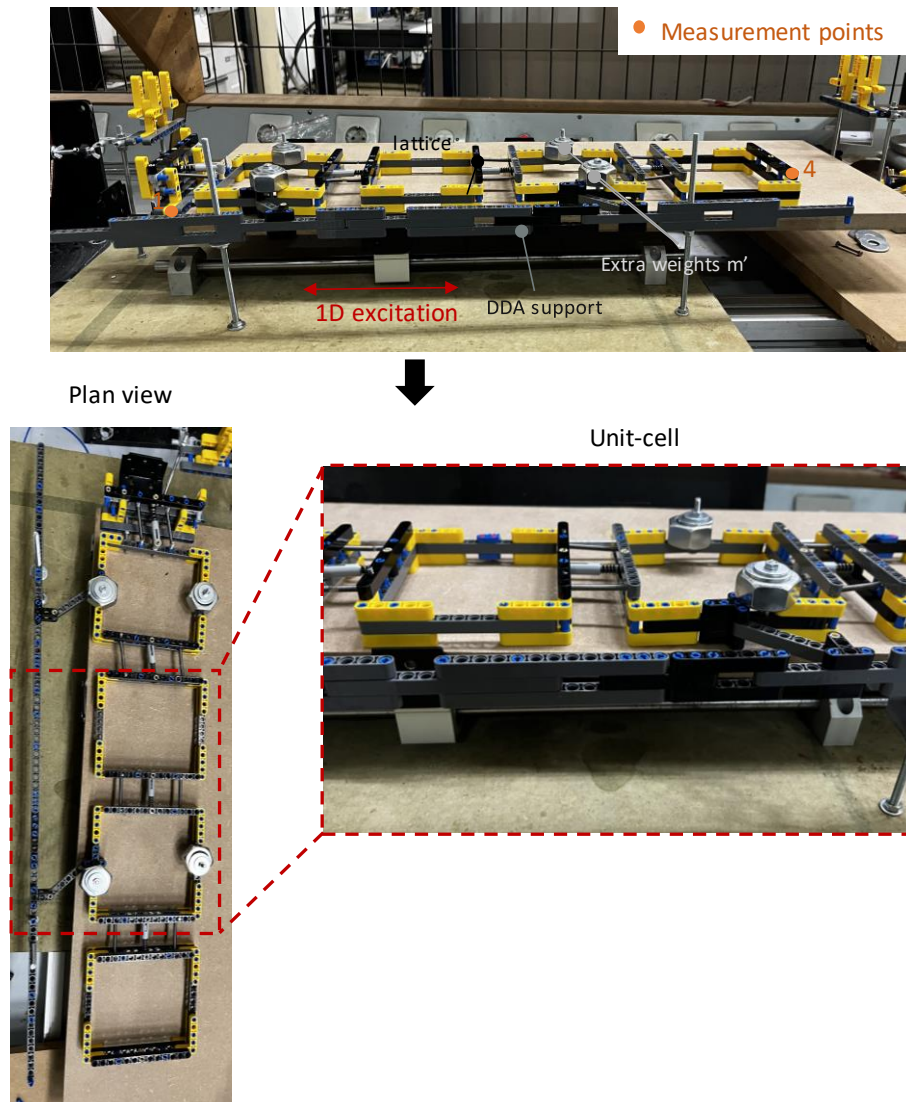 Measurement points
lattice
1
4
Extra weights m’
1D excitation
DDA support
Plan view
Unit-cell